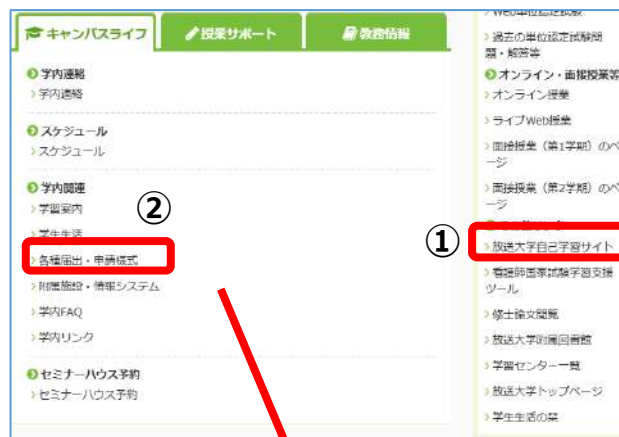 キャンパスライフ
授業サポート
教務情報
学内連絡
学内連絡
スケジュール
スケジュール
学内関連
学習案内
学生生活
各種届出・申請様式
附属施設・情報システム
学内FAQ
学内リンク
セミナーハウス予約
セミナーハウス予約
②
①
Web単位認定試験
過去の単位認定試験問
題・解答等
オンライン・面接授業等
オンライン授業
ライブWeb授業
面接授業（第1学期）のペ
ージ
面接授業（第2学期）のペ
ージ
放送大学自己学習サイト
看護師国家試験学習支援
ツール
修士論文閲覧
放送大学附属図書館
学習センター一覧
放送大学トップページ
学生生活の栞